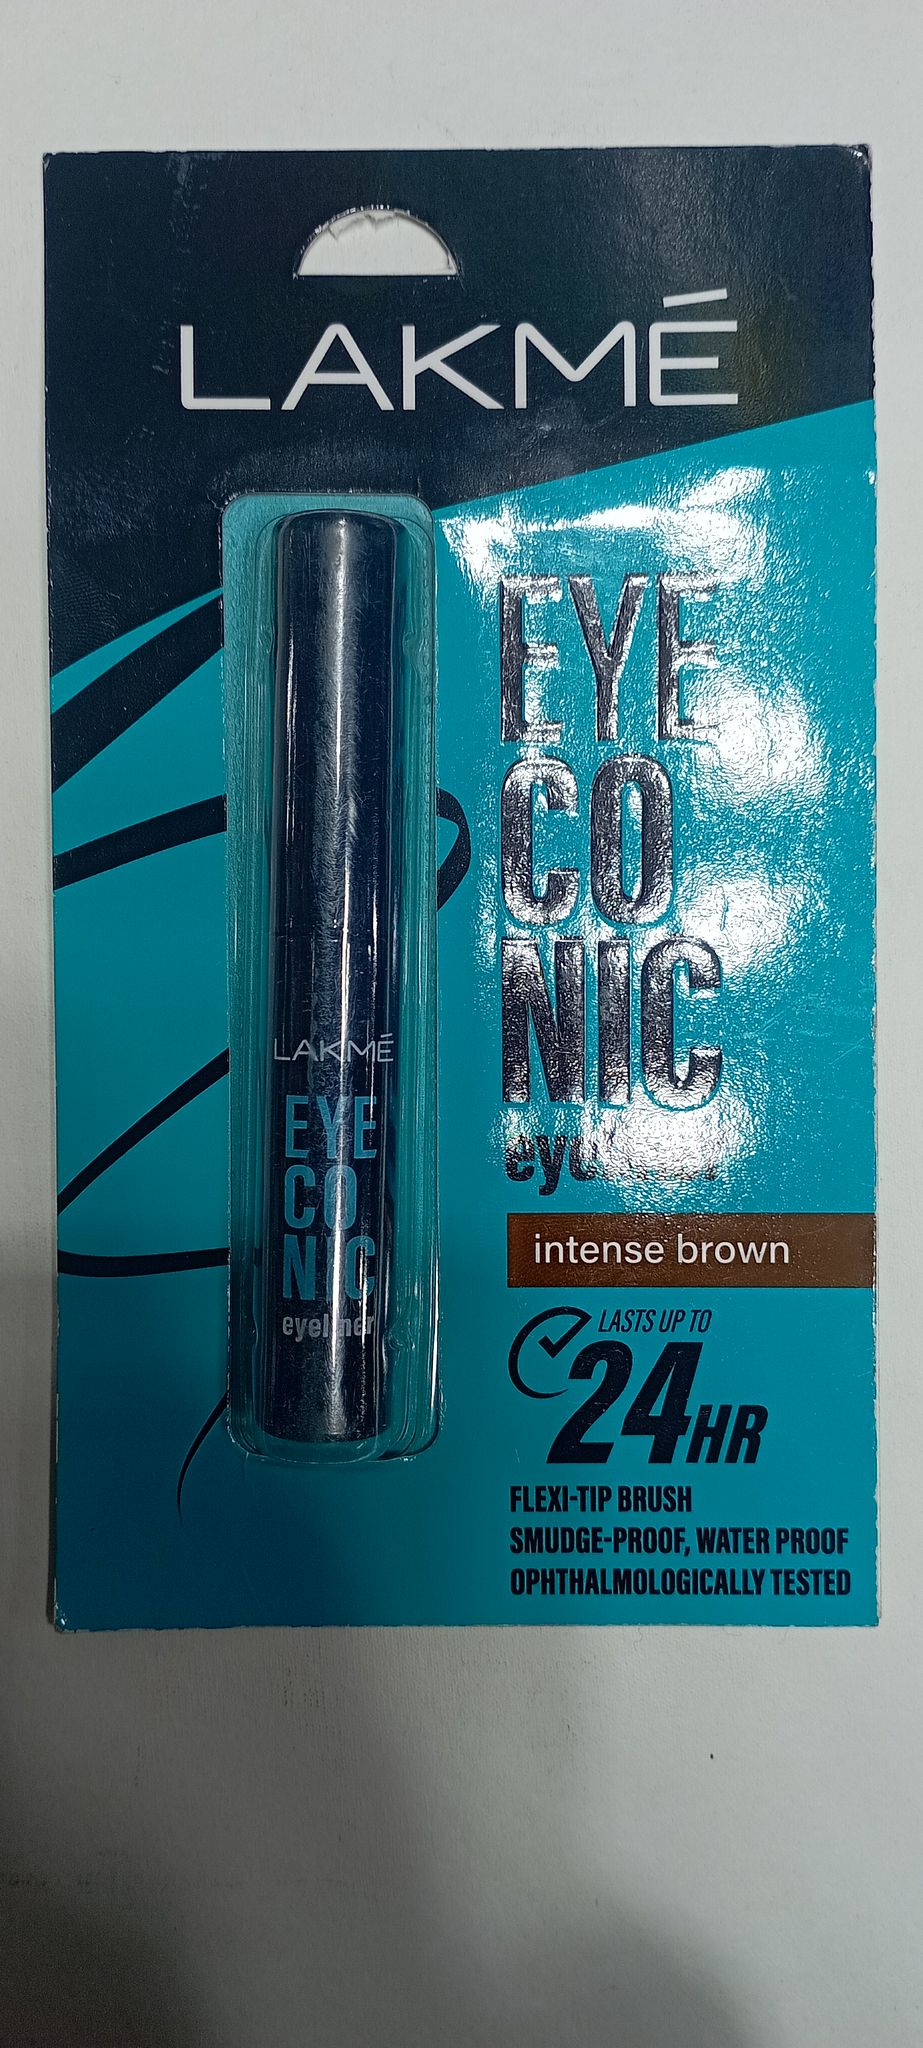 LAKMÉ
EYE
CO
NIC
eyeliner
intense brown
LASTS UP TO
24HR
FLEXI-TIP BRUSH
SMUDGE-PROOF, WATER PROOF
OPHTHALMOLOGICALLY TESTED
LAKMÉ
EYE
CO
NIC
eyeliner